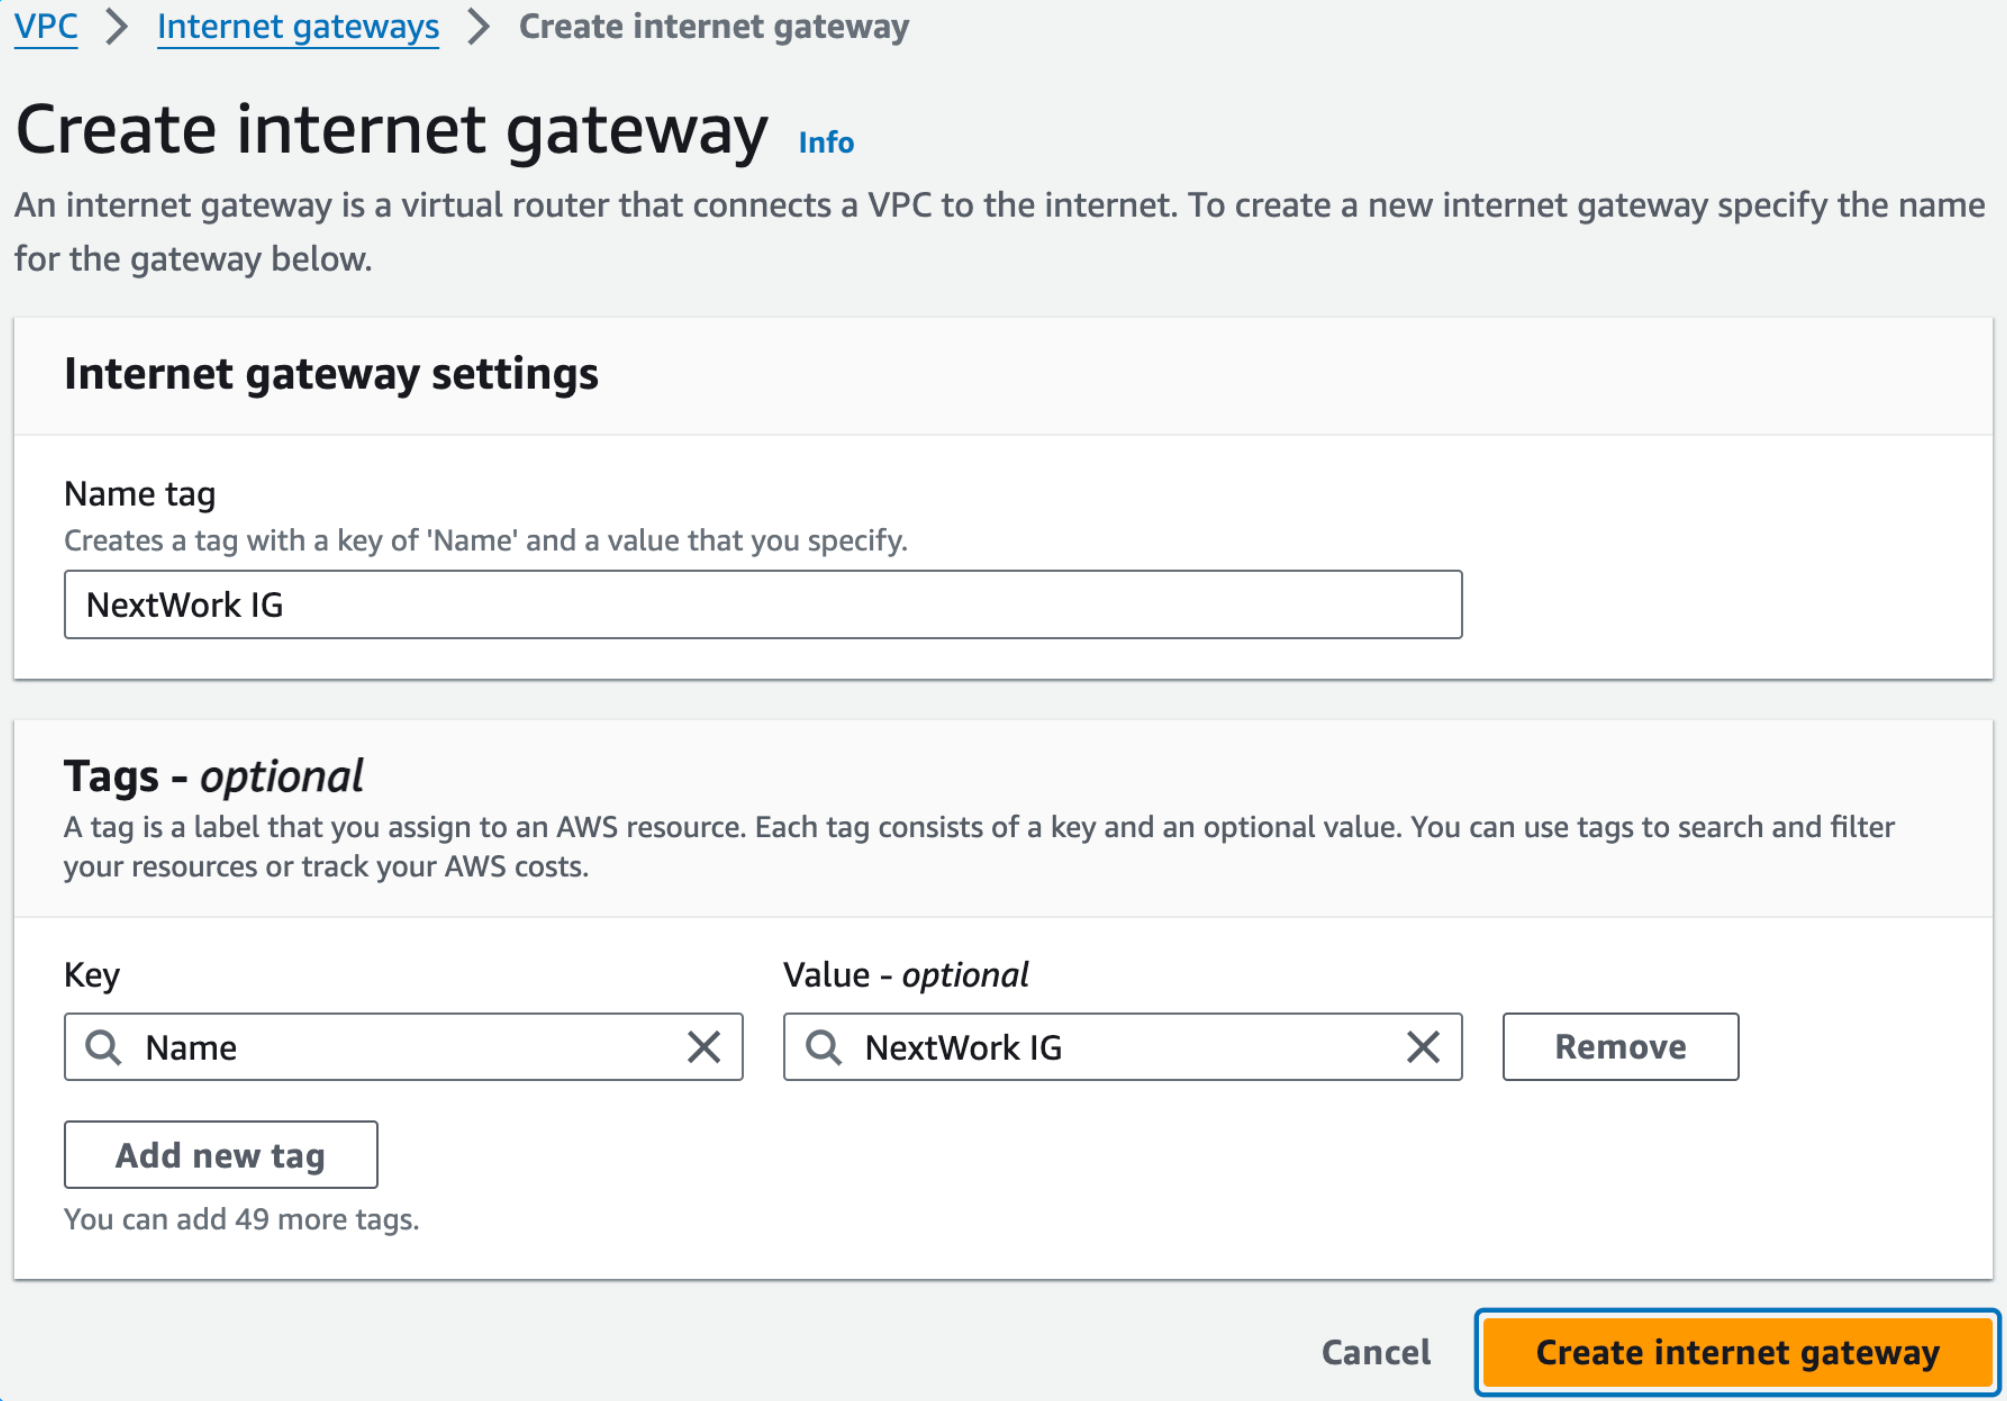 VPC > Internet gateways > Create internet gateway
Create internet gateway Info
An internet gateway is a virtual router that connects a VPC to the internet. To create a new internet gateway specify the name
for the gateway below.
Internet gateway settings
Name tag
Creates a tag with a key of 'Name' and a value that you specify.
NextWork IG
Tags - optional
A tag is a label that you assign to an AWS resource. Each tag consists of a key and an optional value. You can use tags to search and filter
your resources or track your AWS costs.
Key Value - optional
Name NextWork IG Remove
Add new tag
You can add 49 more tags.
Cancel Create internet gateway